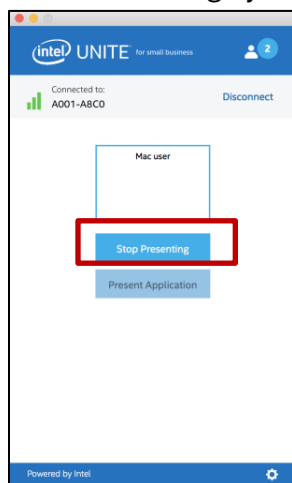 intel UNITE for small business
2
Connected to:
A001-A8C0
Disconnect
Mac user
Stop Presenting
Present Application
Powered by Intel